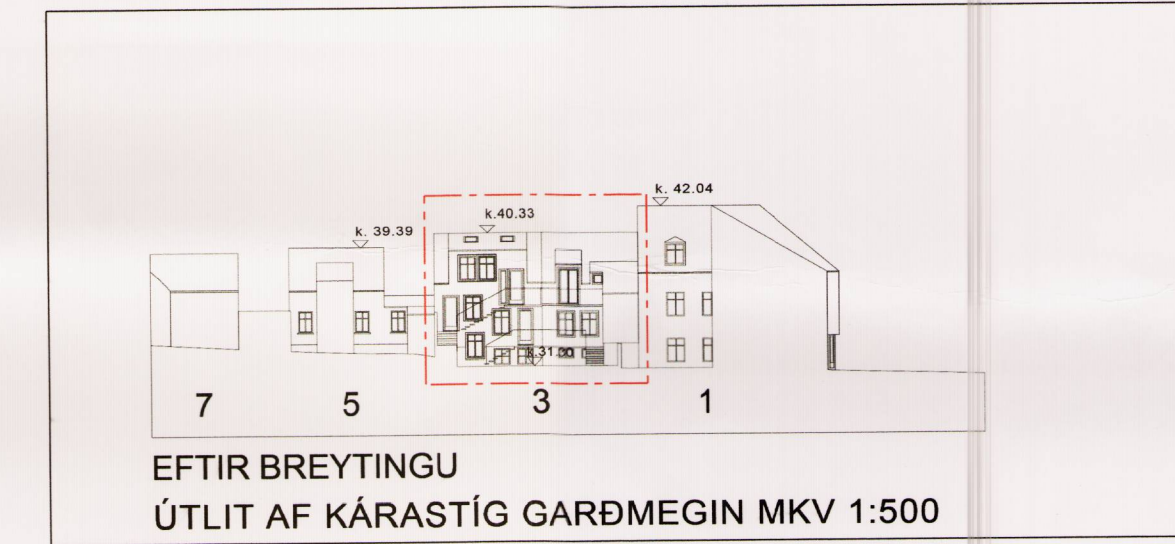 k. 42.04
k.40.33
k. 39.39
k.31.30
7 5 3 1
EFTIR BREYTINGU
ÚTLIT AF KÁRASTÍG GARÐMEGIN MKV 1:500